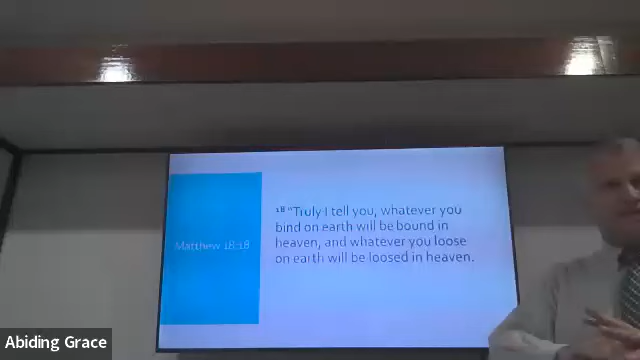 Matthew 18:18
18 "Truly I tell you, whatever you
bind on earth will be bound in
heaven, and whatever you loose
on earth will be loosed in heaven.
Abiding Grace